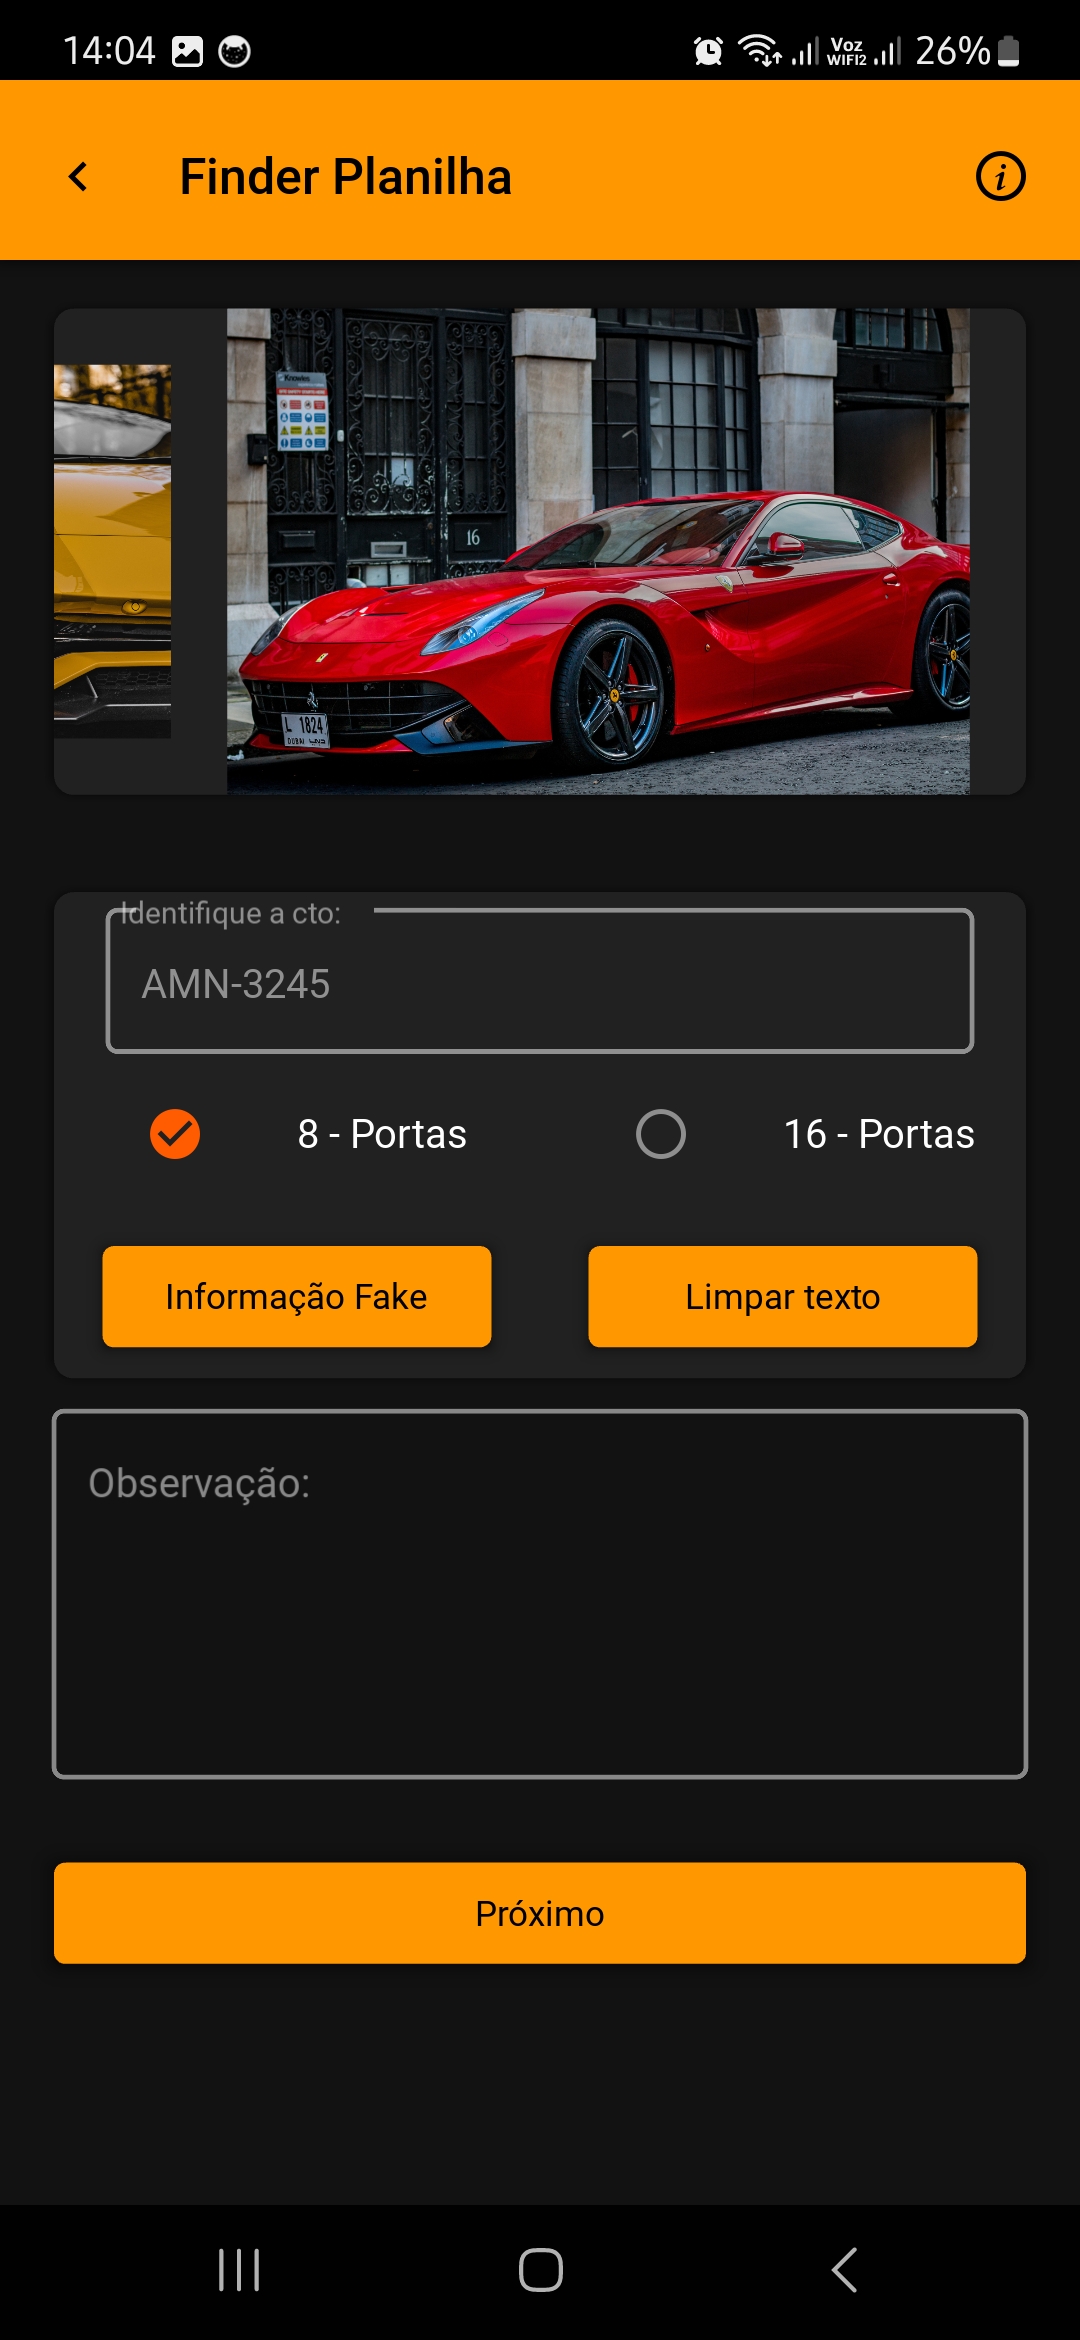 14:04
Voz
WIFI2
26%
Finder Planilha
Knowles
16
L 1824
DUBAI
Identifique a cto:
AMN-3245
8 - Portas
16 - Portas
Informação Fake
Limpar texto
Observação:
Próximo